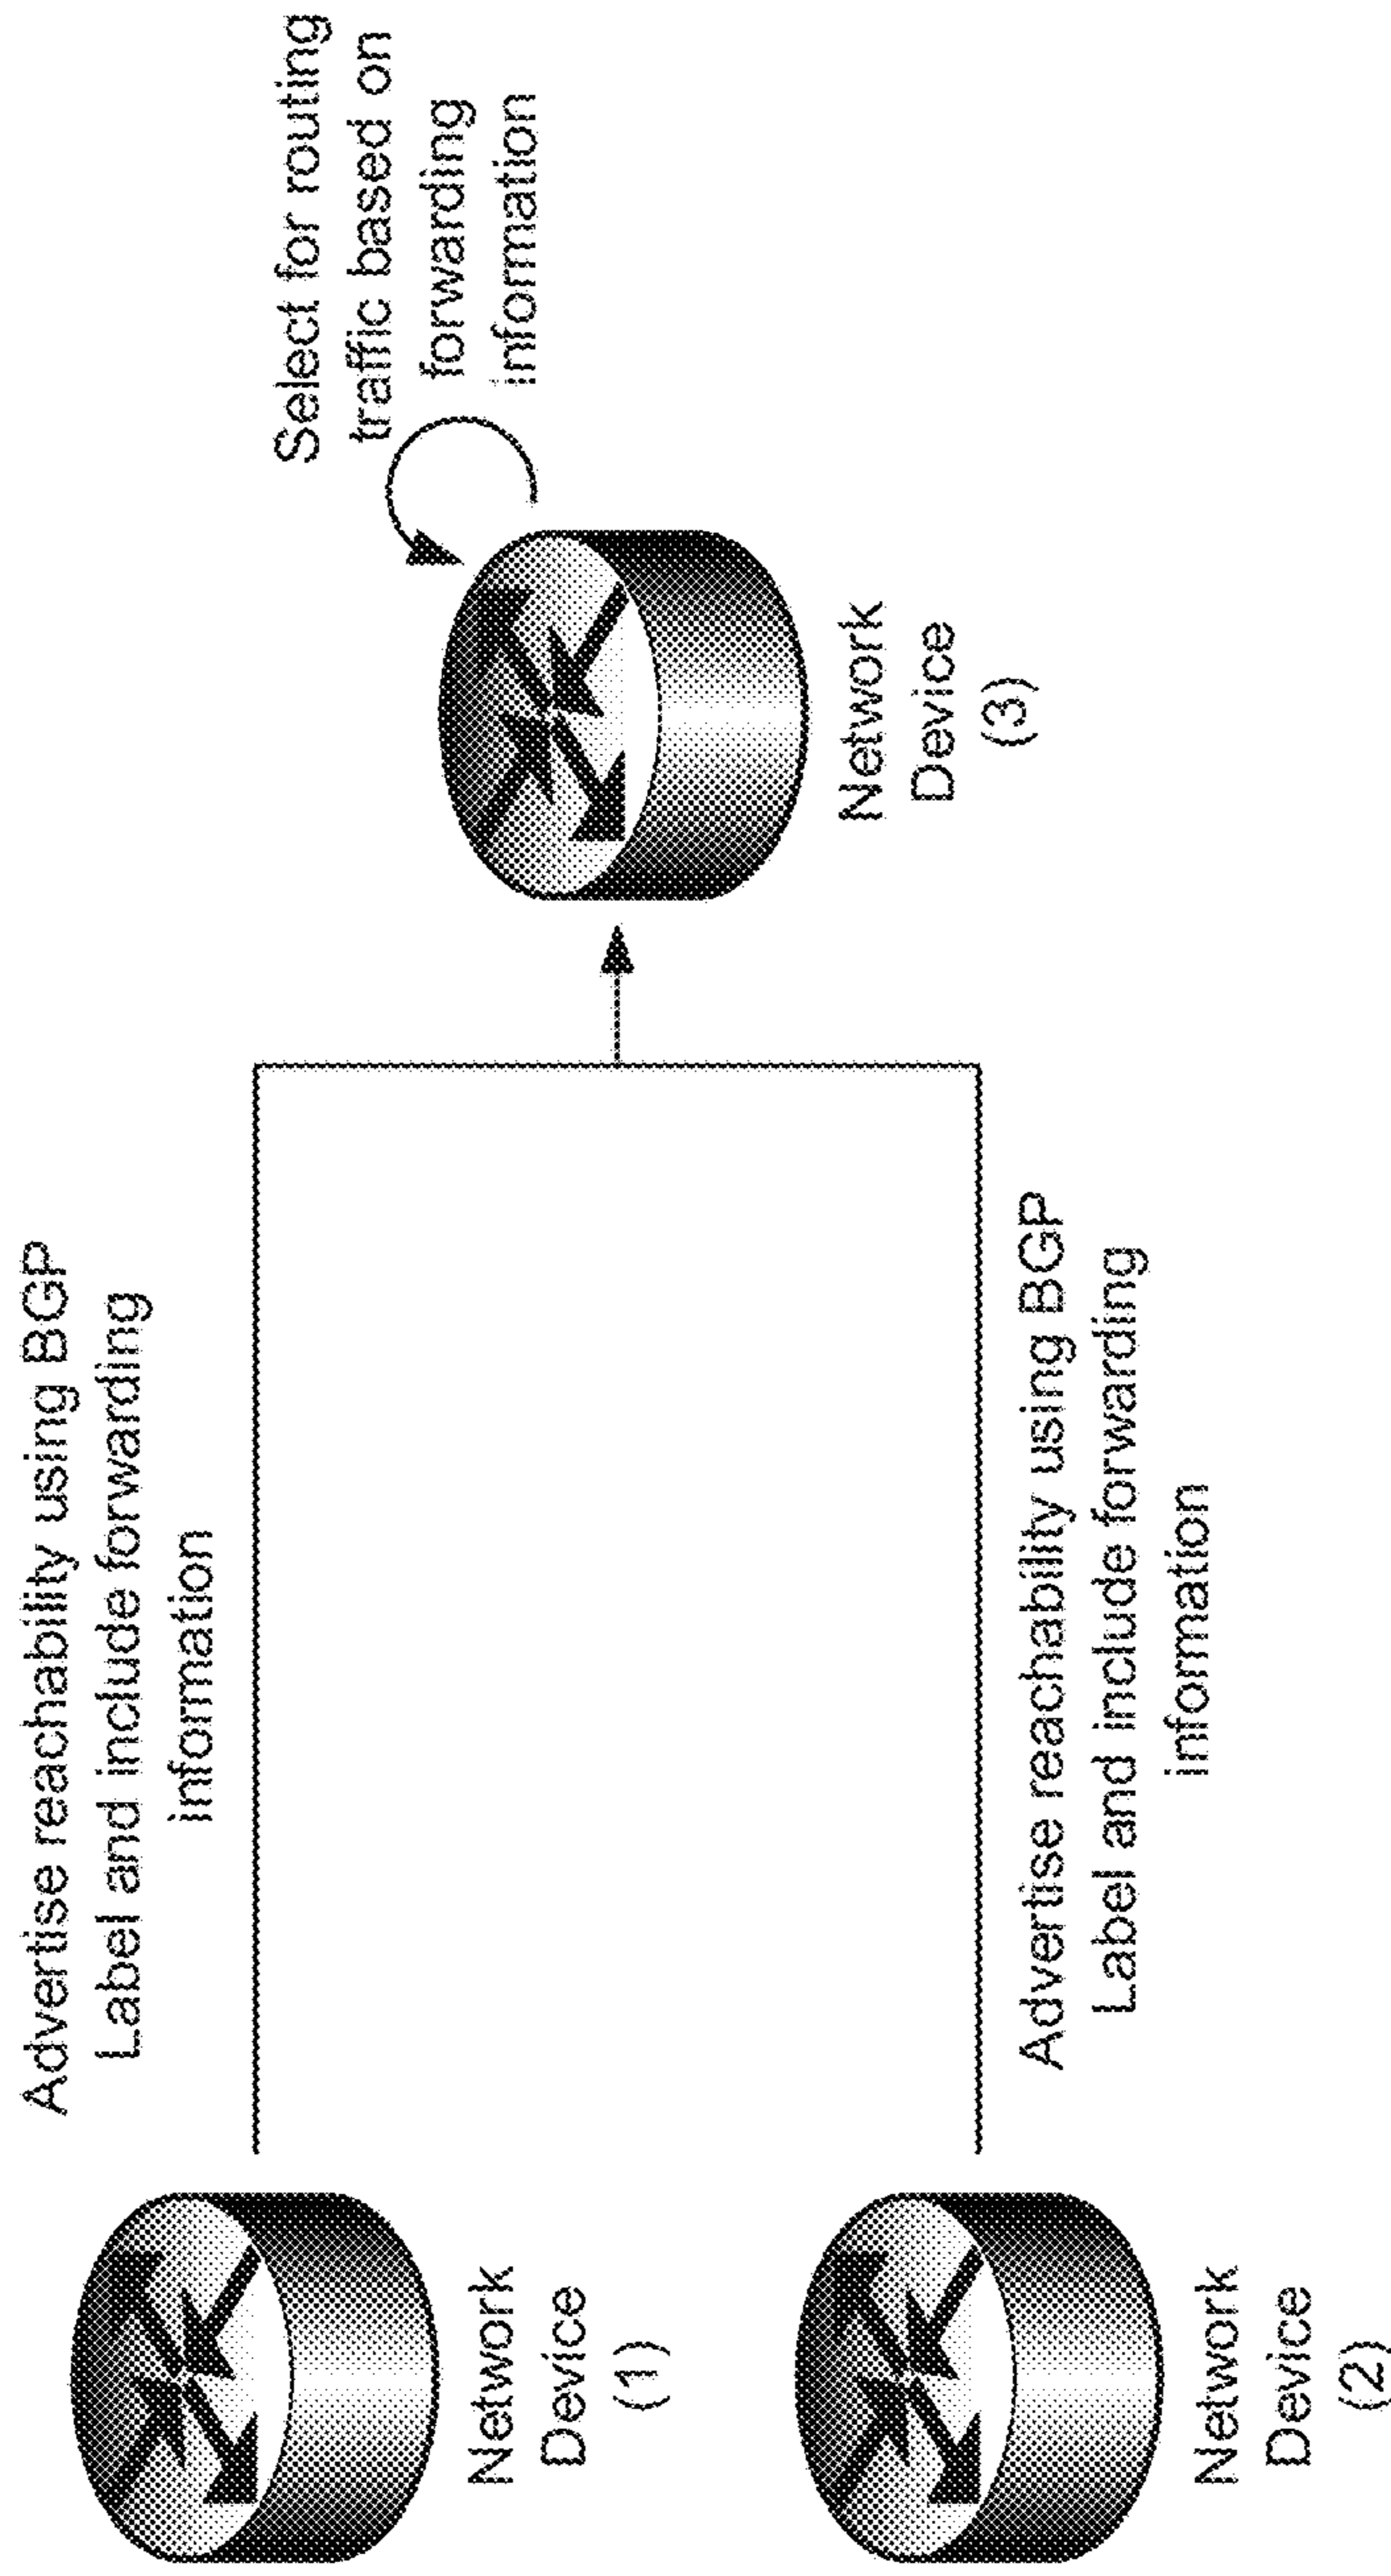 Advertise reachability using BGP
Label and include forwarding
information
Select for routing
traffic based on
forwarding
information
Network
Device
(1)
Network
Device
(3)
Advertise reachability using BGP
Label and include forwarding
information
Network
Device
(2)